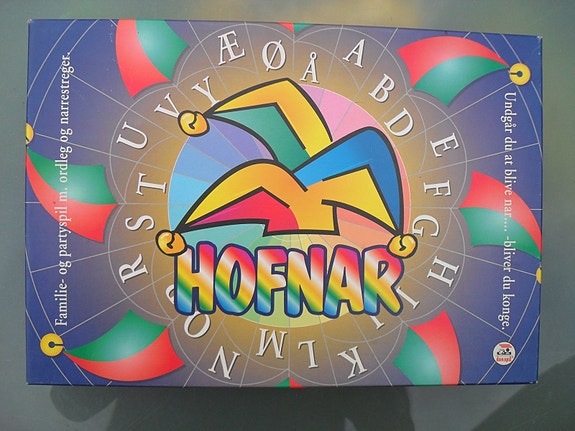 Familie- og partyspil m. ordleg og narrestreger.
Undgår du at blive nar.... -bliver du konge.
A B D E F G H I K L M N O R S T U V Y Æ Ø Å
HOFNAR